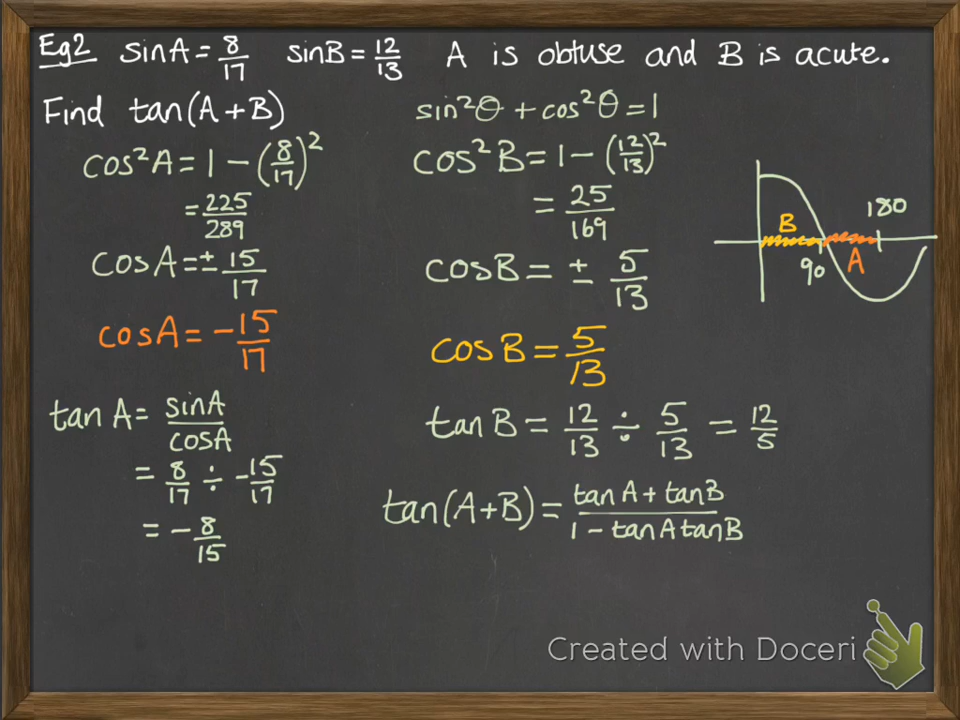 Eg2 sinA = 8/17 sinB = 12/13 A is obtuse and B is acute.
Find tan(A+B)
cos²A = 1 − (8/17)²
= 225/289
cosA = ± 15/17
cosA = −15/17
tan A = sinA/cosA
= 8/17 ÷ -15/17
= − 8/15
sin²θ + cos²θ = 1
cos²B = 1 − (12/13)²
= 25/169
cosB = ± 5/13
cosB = 5/13
tanB = 12/13 ÷ 5/13 = 12/5
tan(A+B) = tanA + tanB / 1 − tanA tanB
B
180
90
A
Created with Doceri